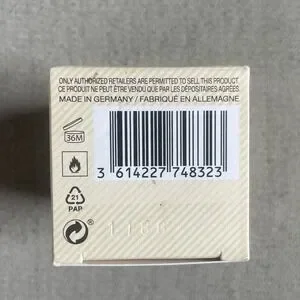 ONLY AUTHORIZED RETAILERS ARE PERMITTED TO SELL THIS PRODUCT
CE PRODUIT NE PEUT ÊTRE VENDU QUE PAR LES DÉPOSITAIRES AGRÉÉS.
MADE IN GERMANY / FABRIQUÉ EN ALLEMAGNE
36M
3 614227 748323
21
PAP